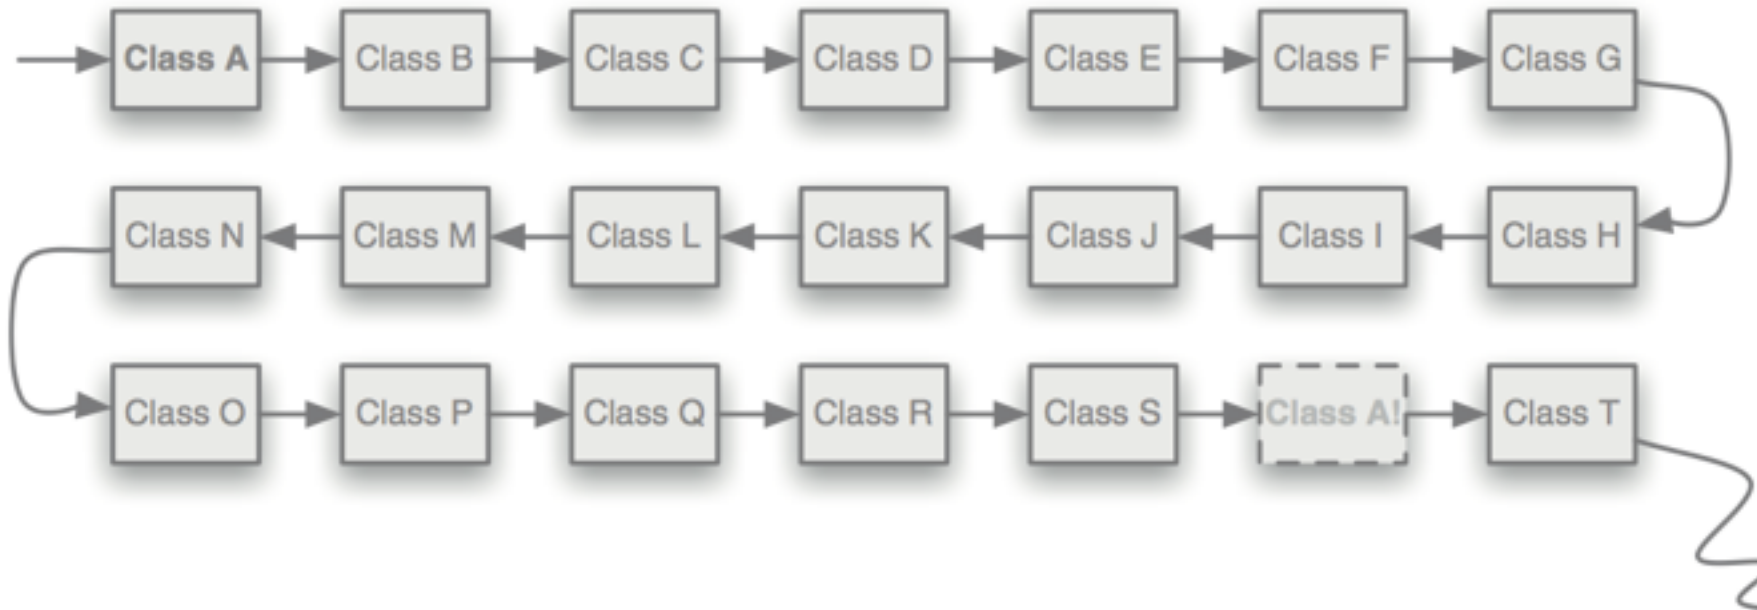 Class A
Class B
Class C
Class D
Class E
Class F
Class G
Class N
Class M
Class L
Class K
Class J
Class I
Class H
Class O
Class P
Class Q
Class R
Class S
Class A!
Class T